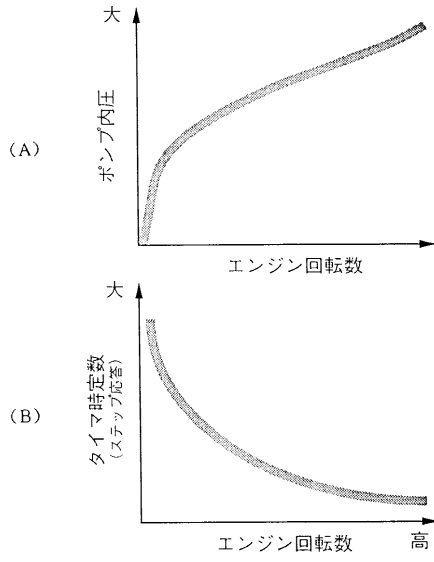 大
(A)
ポンプ内圧
エンジン回転数
大
(B)
タイマ時定数
(ステップ応答)
エンジン回転数
高